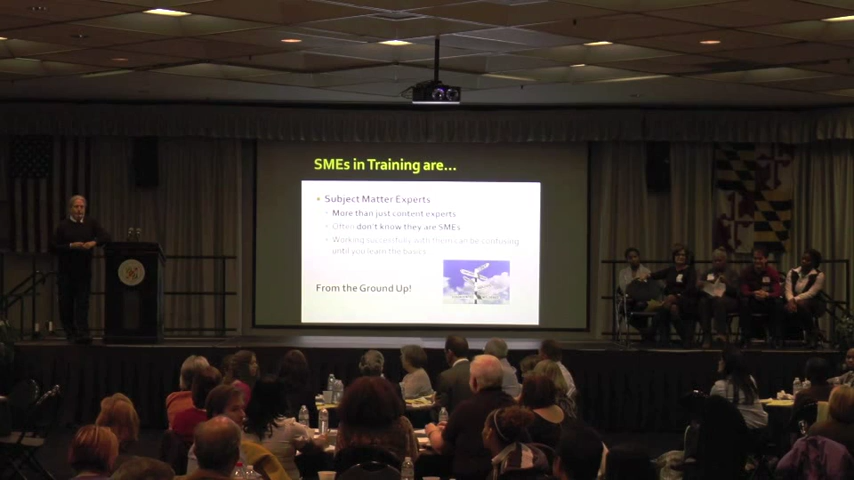 SMEs in Training are...
Subject Matter Experts
More than just content experts
Often don't know they are SMEs
Working successfully with them can be confusing
until you learn the basics
From the Ground Up!